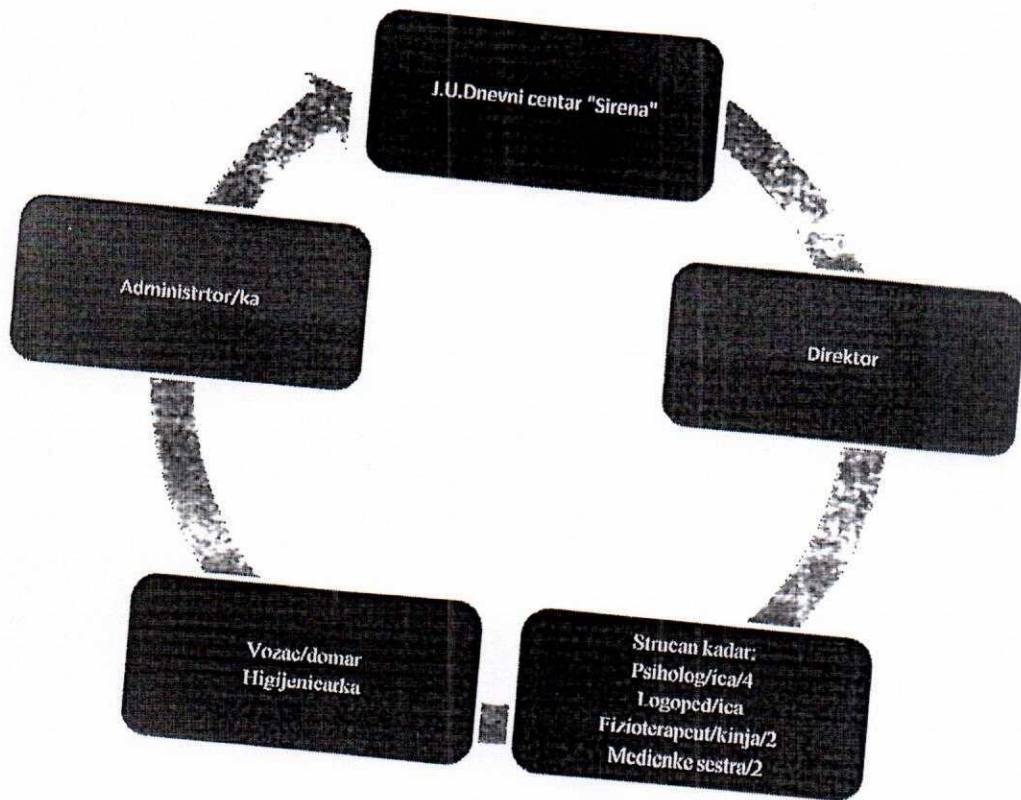 J.U.Dnevni centar "Sirena"
Direktor
Strucan kadar:
Psiholog/ica/4
Logoped/ica
Fizioterapeut/kinja/2
Medicnke sestra/2
Vozac/domar
Higijenicarka
Administrtor/ka